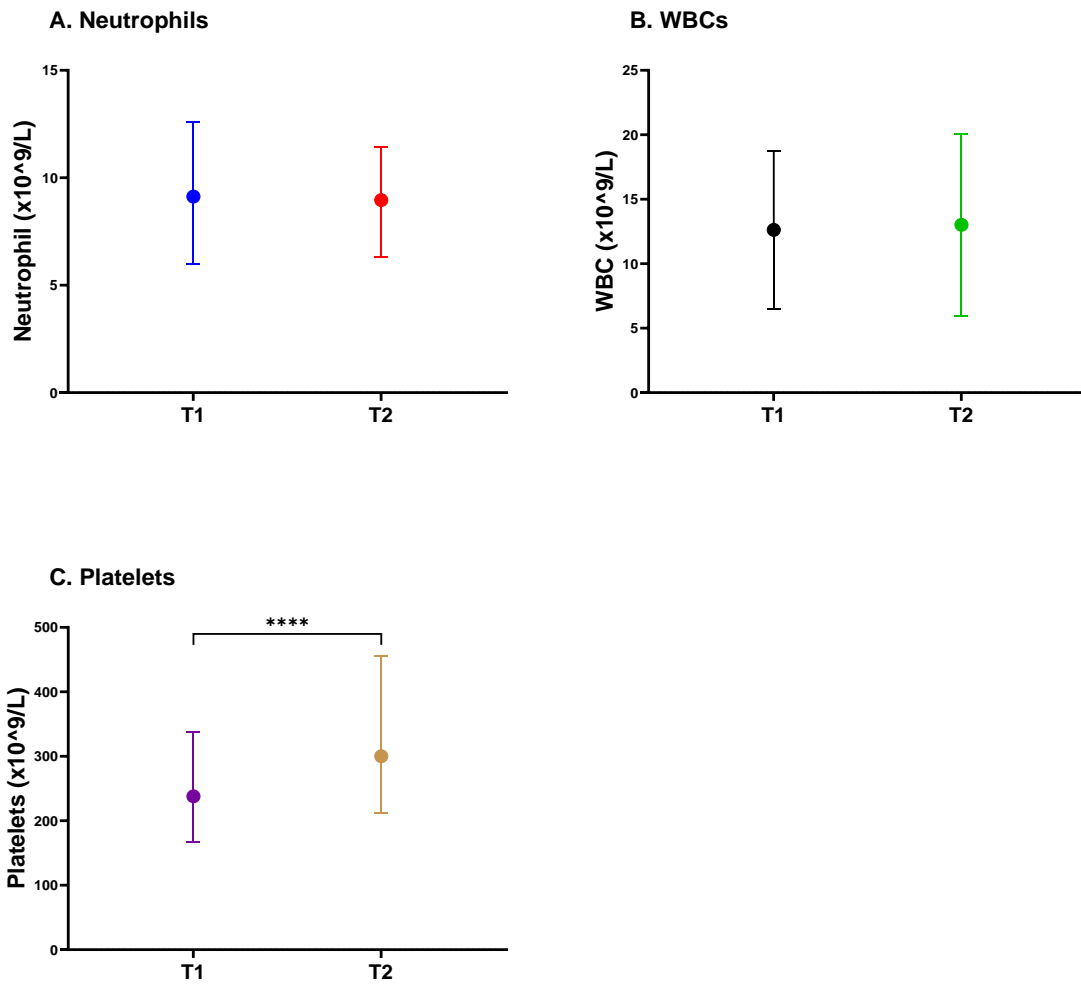 A. Neutrophils
Neutrophil (x10^9/L)
15
10
5
0
T1 T2
B. WBCs
WBC (x10^9/L)
25
20
15
10
5
0
T1 T2
C. Platelets
Platelets (x10^9/L)
500
400
300
200
100
0
****
T1 T2